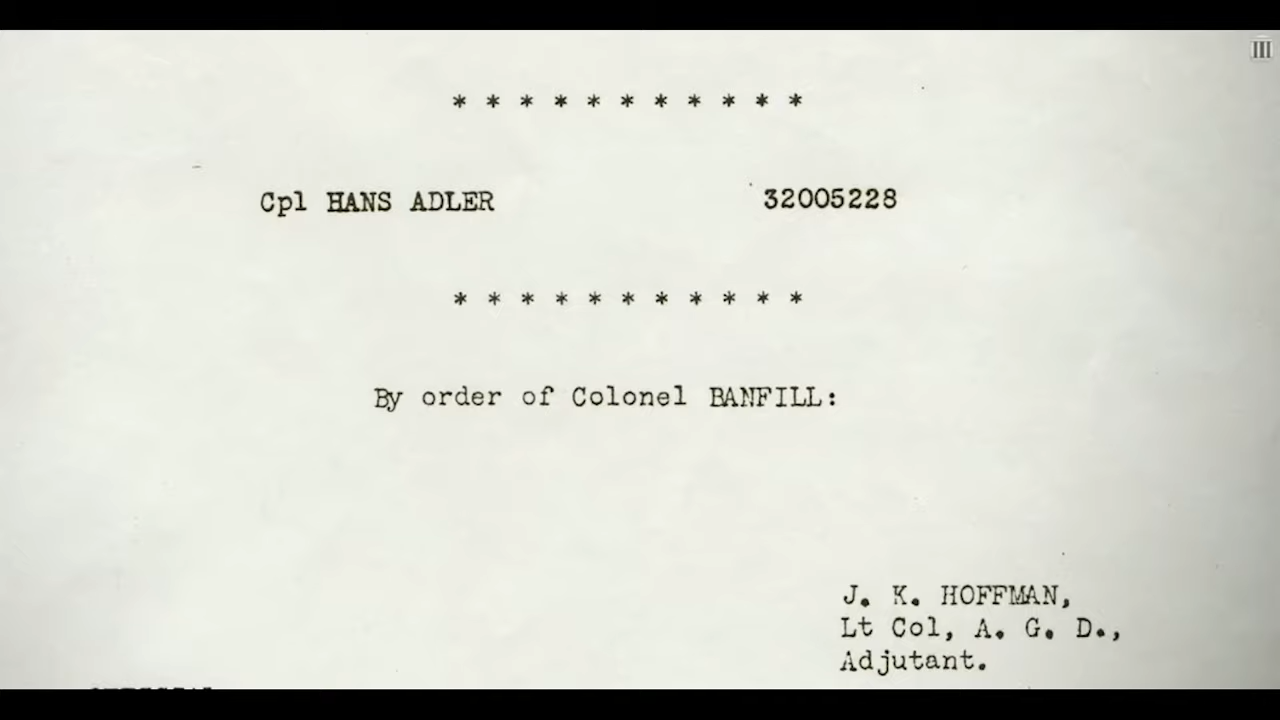 * * * * * * * * * * *
Cpl HANS ADLER 32005228
* * * * * * * * * * *
By order of Colonel BANFILL:
J. K. HOFFMAN,
Lt Col, A. G. D.,
Adjutant.